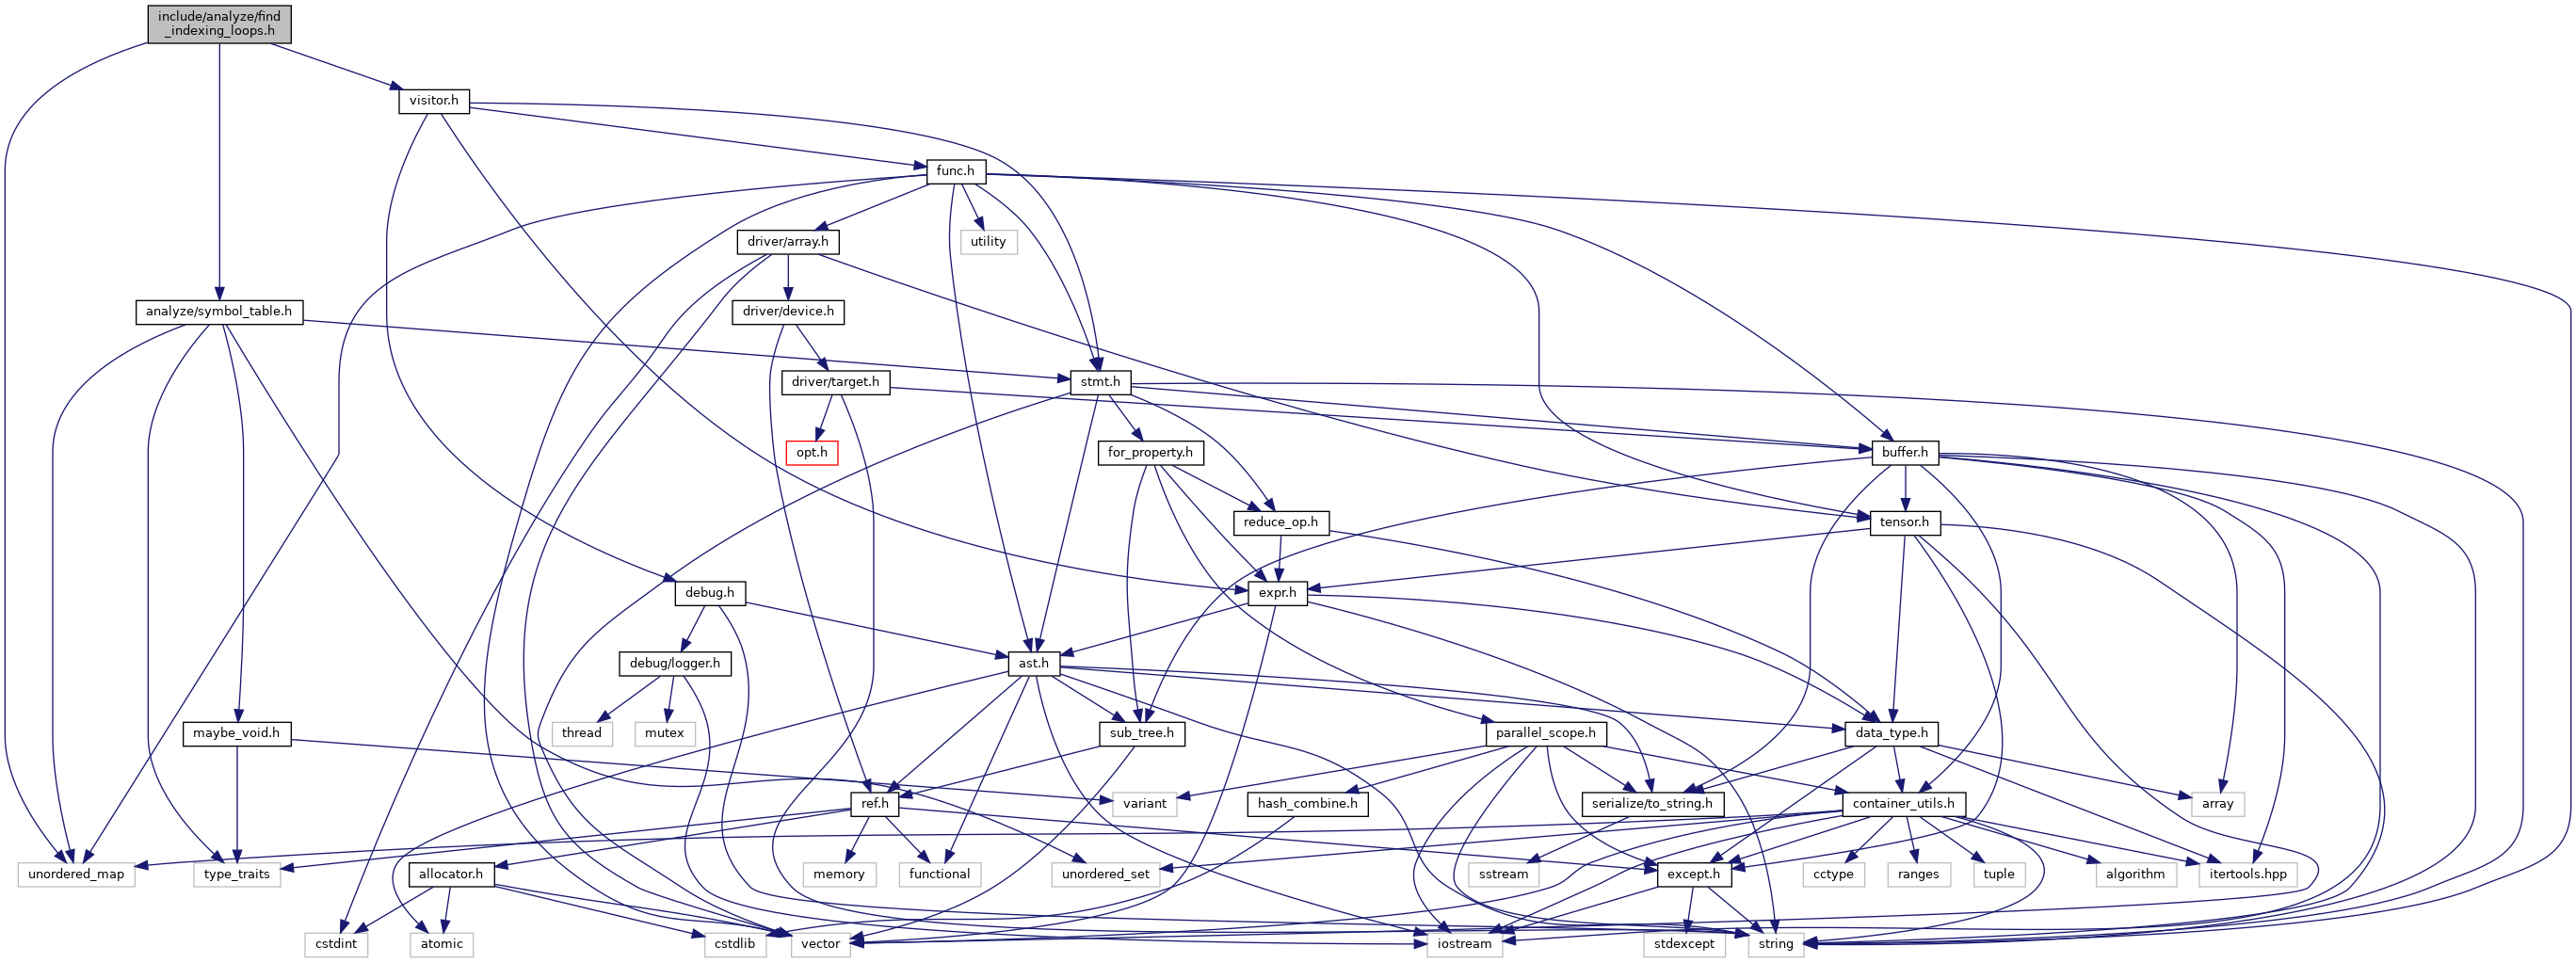 include/analyze/find
_indexing_loops.h
visitor.h
func.h
driver/array.h
utility
analyze/symbol_table.h
driver/device.h
driver/target.h
stmt.h
opt.h
for_property.h
buffer.h
reduce_op.h
tensor.h
debug.h
expr.h
debug/logger.h
ast.h
maybe_void.h
thread
mutex
sub_tree.h
parallel_scope.h
data_type.h
ref.h
variant
hash_combine.h
serialize/to_string.h
container_utils.h
array
unordered_map
type_traits
allocator.h
memory
functional
unordered_set
sstream
except.h
cctype
ranges
tuple
algorithm
itertools.hpp
cstdint
atomic
cstdlib
vector
iostream
stdexcept
string